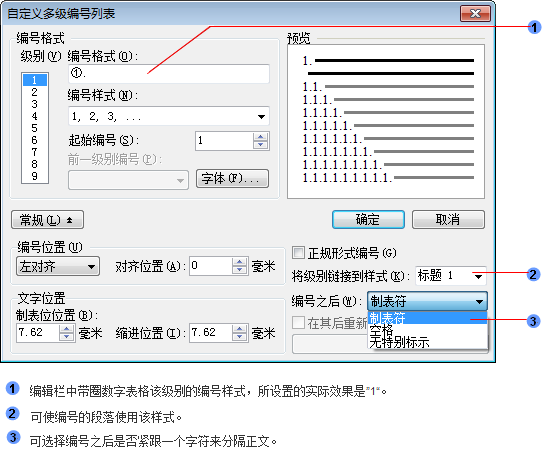 自定义多级编号列表
编号格式
级别(V) 编号格式(O):
①.
1
2
3
4
5
6
7
8
9
编号样式(N):
1, 2, 3, ...
起始编号(S): 1
前一级别编号(P):
字体(F)...
预览
1.
1.1.
1.1.1.
1.1.1.1.
1.1.1.1.1.
1.1.1.1.1.1.
1.1.1.1.1.1.1.
1.1.1.1.1.1.1.1.
1.1.1.1.1.1.1.1.1.
常规(L) 确定 取消
编号位置(U)
左对齐 对齐位置(A): 0 毫米
文字位置
制表位位置(B):
7.62 毫米 缩进位置(I): 7.62 毫米
正规形式编号(G)
将级别链接到样式(K): 标题 1
编号之后(W): 制表符
在其后重新
制表符
空格
无特别标示
1
2
3
1 编辑栏中带圈数字表格该级别的编号样式，所设置的实际效果是"1"。
2 可使编号的段落使用该样式。
3 可选择编号之后是否紧跟一个字符来分隔正文。